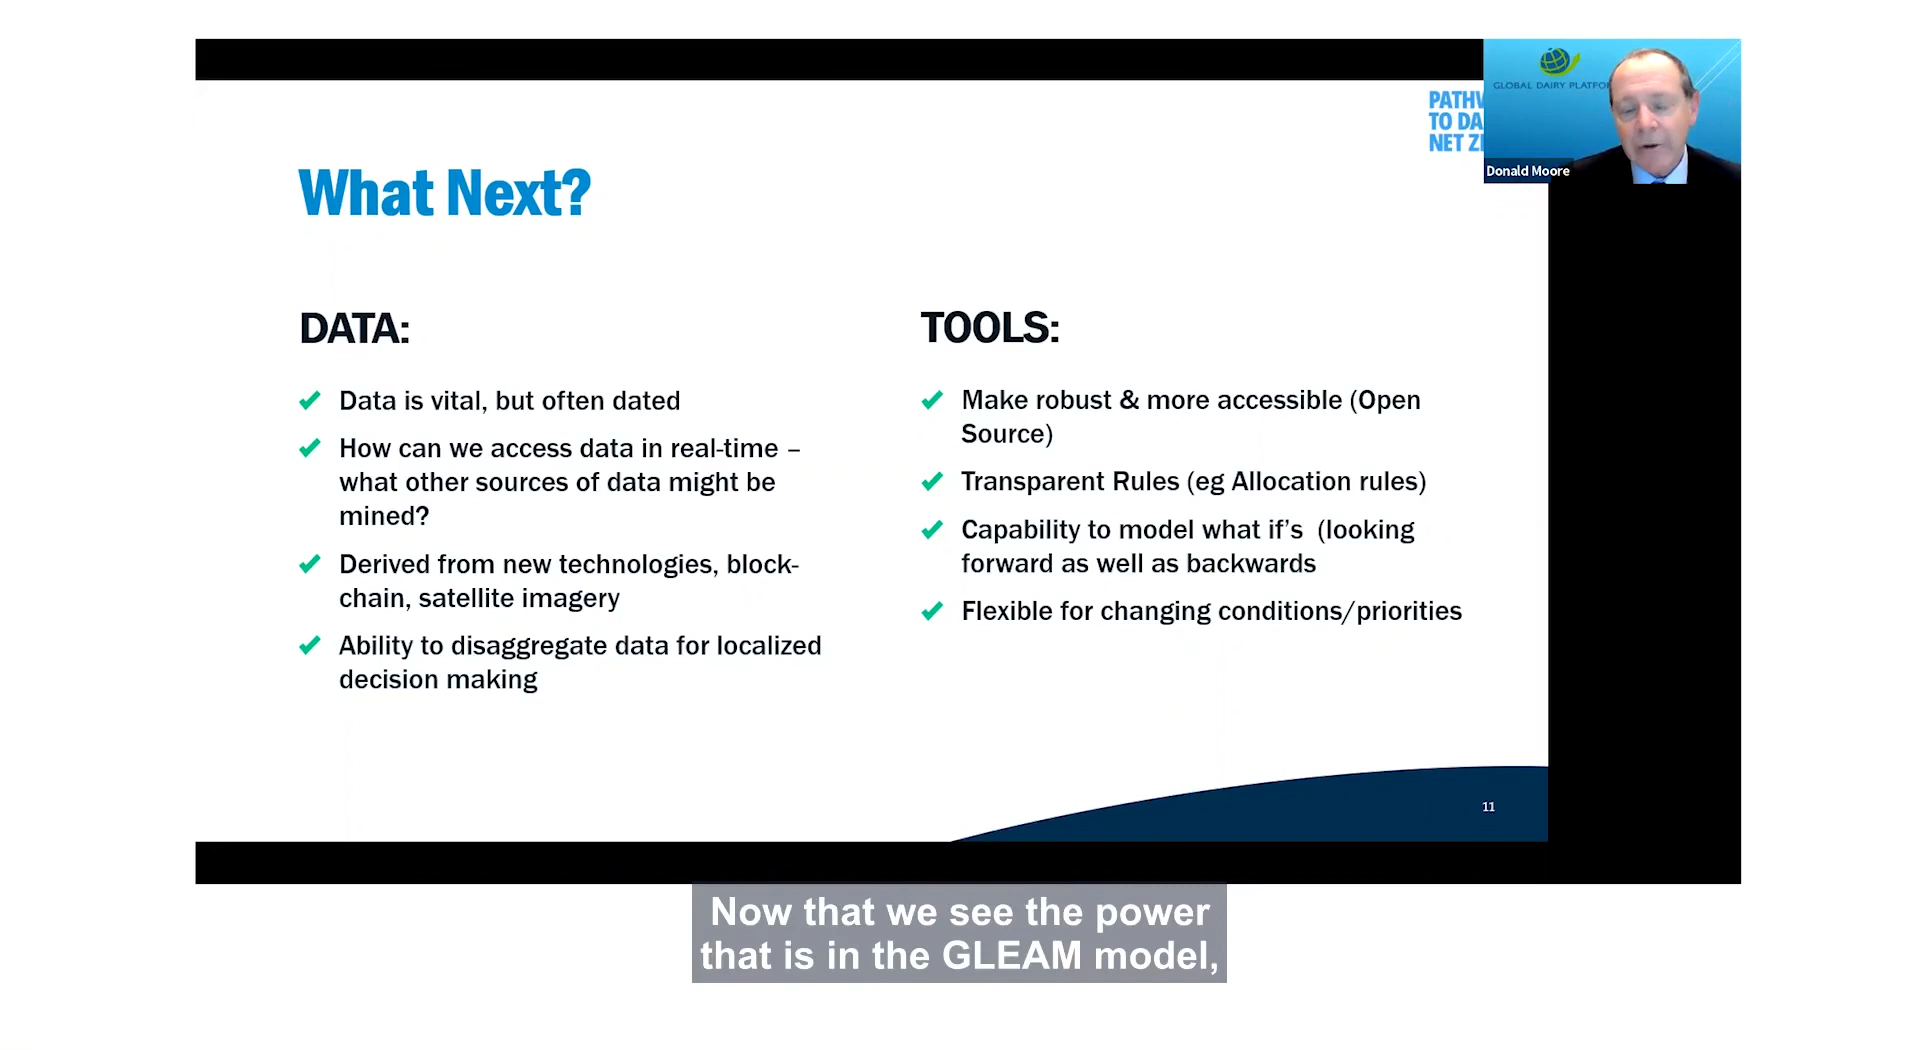 GLOBAL DAIRY PLATFO
PATHW
TO DA
NET Z
Donald Moore
What Next?
DATA:
Data is vital, but often dated
How can we access data in real-time –
what other sources of data might be
mined?
Derived from new technologies, block-
chain, satellite imagery
Ability to disaggregate data for localized
decision making
TOOLS:
Make robust & more accessible (Open
Source)
Transparent Rules (eg Allocation rules)
Capability to model what if’s  (looking
forward as well as backwards
Flexible for changing conditions/priorities
11
Now that we see the power
that is in the GLEAM model,